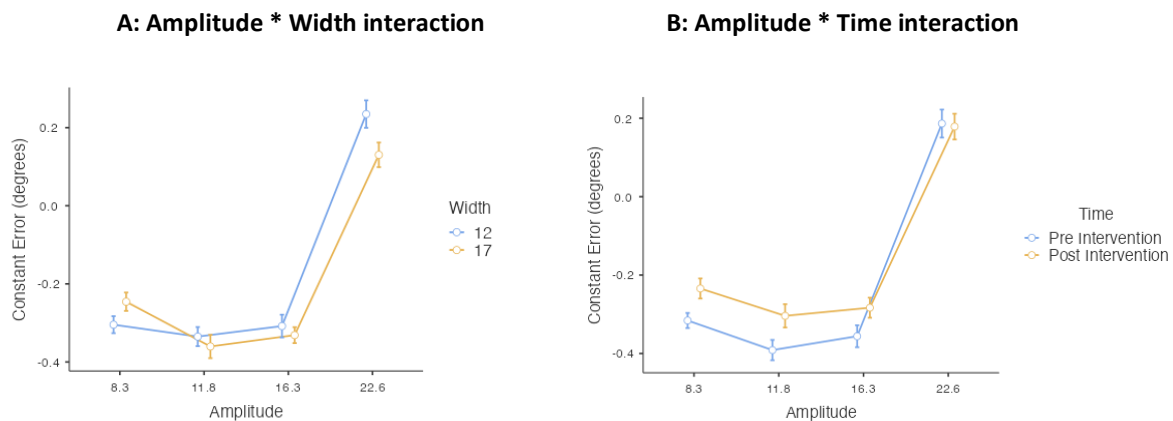 A: Amplitude * Width interaction
Constant Error (degrees)
0.2
0.0
-0.2
-0.4
8.3 11.8 16.3 22.6
Amplitude
Width
12
17
B: Amplitude * Time interaction
Constant Error (degrees)
0.2
0.0
-0.2
-0.4
8.3 11.8 16.3 22.6
Amplitude
Time
Pre Intervention
Post Intervention